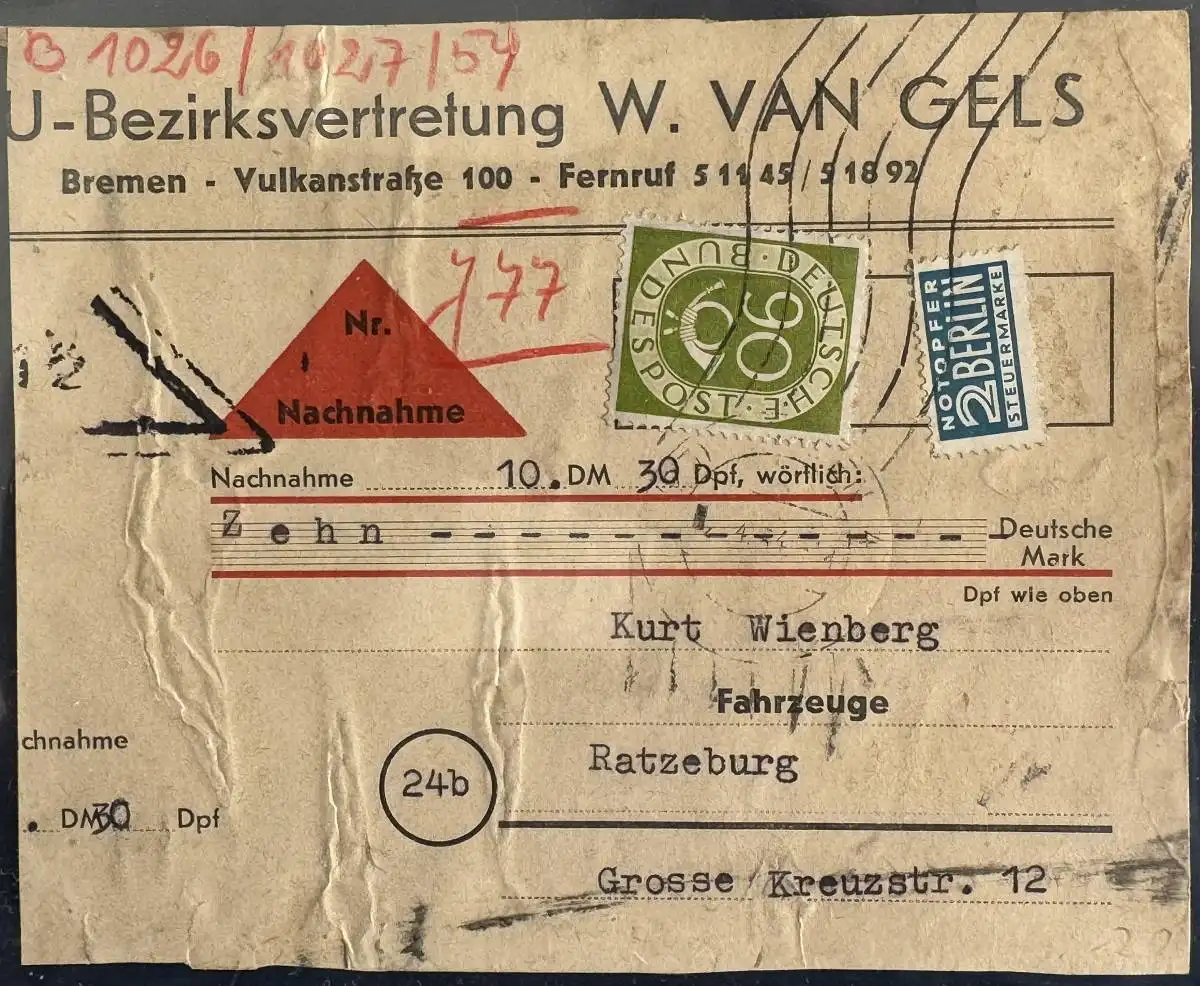 B 1026/1027/54
U-Bezirksvertretung W. VAN GELS
Bremen - Vulkanstraße 100 - Fernruf 5 11 45 / 5 18 92
Nr.
Nachnahme
DEUTSCHE BUNDESPOST
90
NOTOPFER
2 BERLIN
STEUERMARKE
Nachnahme 10. DM 30 Dpf, wörtlich:
Zehn - - - - - - - - - - - - Deutsche
Mark
Dpf wie oben
Kurt Wienberg
Fahrzeuge
chnahme
Ratzeburg
24b
. DM 30 Dpf
Grosse Kreuzstr. 12